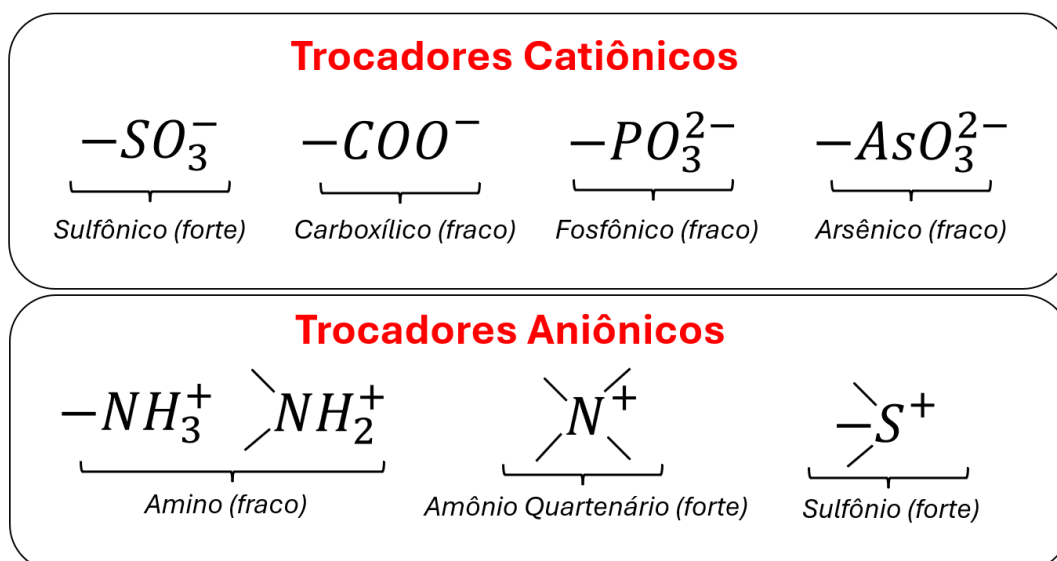 Trocadores Catiônicos
−SO₃⁻ −COO⁻ −PO₃²⁻ −AsO₃²⁻
Sulfônico (forte) Carboxílico (fraco) Fosfônico (fraco) Arsênico (fraco)
Trocadores Aniônicos
−NH₃⁺ NH₂⁺ N⁺ −S⁺
Amino (fraco) Amônio Quartenário (forte) Sulfônio (forte)